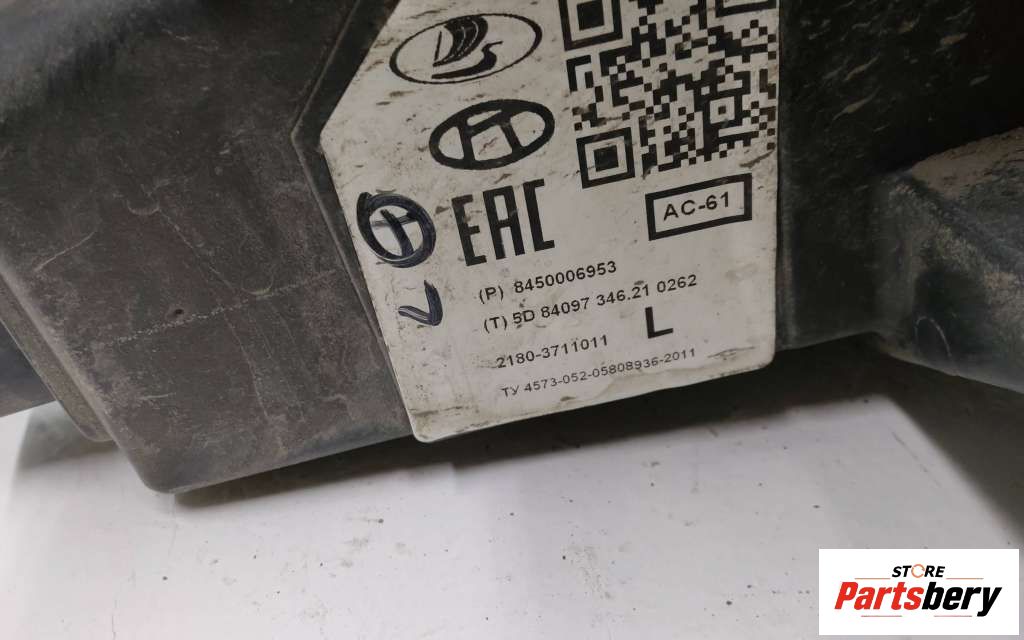 EAC
AC-61
(P) 8450006953
(T) 5D 84097 346.21 0262
2180-3711011 L
ТУ 4573-052-05808936-2011
STORE
Partsbery